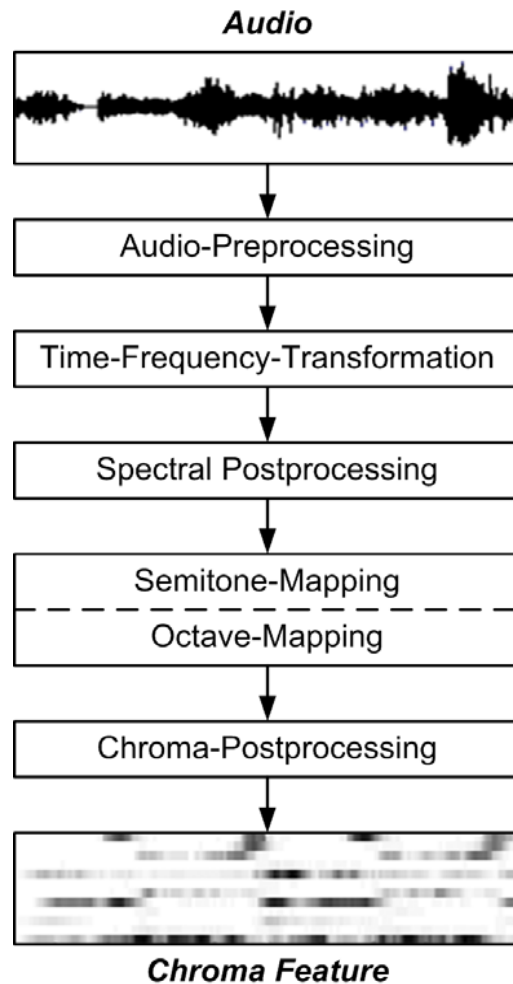 Audio
Audio-Preprocessing
Time-Frequency-Transformation
Spectral Postprocessing
Semitone-Mapping
Octave-Mapping
Chroma-Postprocessing
Chroma Feature